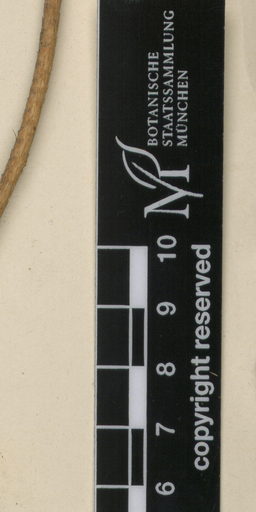 BOTANISCHE
STAATSSAMMLUNG
MÜNCHEN
10
9
8
7
6
copyright reserved